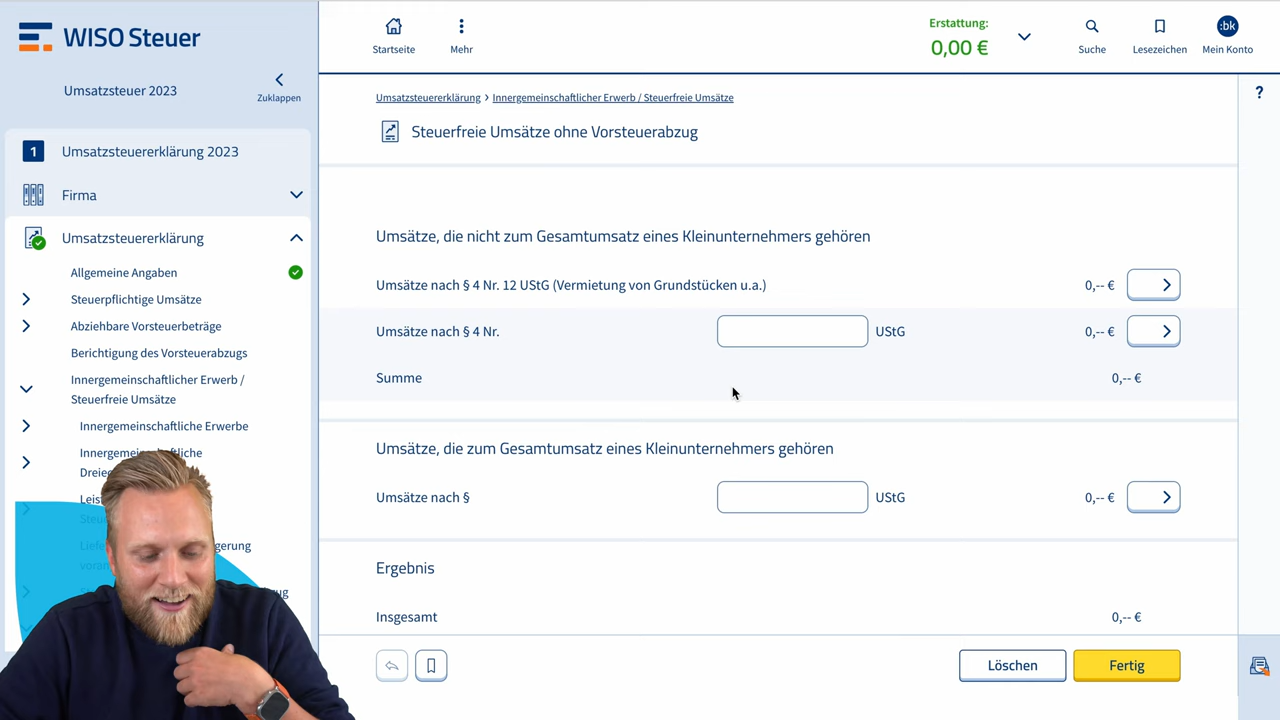 WISO Steuer
Umsatzsteuer 2023
Zuklappen
1 Umsatzsteuererklärung 2023
Firma
Umsatzsteuererklärung
Allgemeine Angaben
Steuerpflichtige Umsätze
Abziehbare Vorsteuerbeträge
Berichtigung des Vorsteuerabzugs
Innergemeinschaftlicher Erwerb /
Steuerfreie Umsätze
Innergemeinschaftliche Erwerbe
Startseite
Mehr
Erstattung:
0,00 €
Suche
Lesezeichen
:bk
Mein Konto
?
Umsatzsteuererklärung > Innergemeinschaftlicher Erwerb / Steuerfreie Umsätze
Steuerfreie Umsätze ohne Vorsteuerabzug
Umsätze, die nicht zum Gesamtumsatz eines Kleinunternehmers gehören
Umsätze nach § 4 Nr. 12 UStG (Vermietung von Grundstücken u.a.) 0,-- €
Umsätze nach § 4 Nr. UStG 0,-- €
Summe 0,-- €
Umsätze, die zum Gesamtumsatz eines Kleinunternehmers gehören
Umsätze nach § UStG 0,-- €
Ergebnis
Insgesamt 0,-- €
Löschen
Fertig